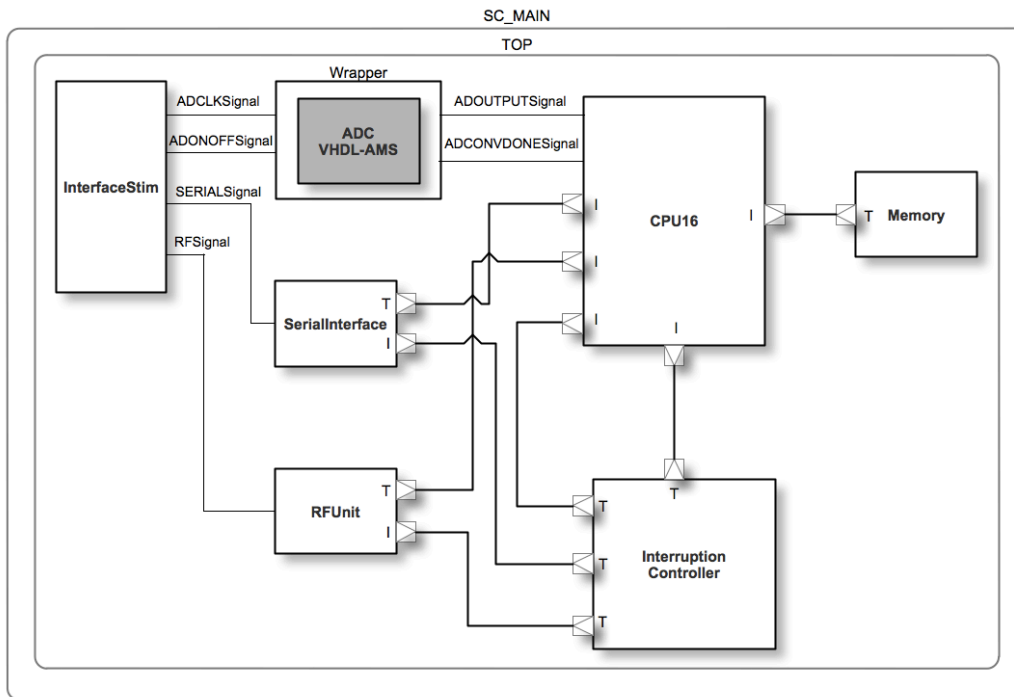 SC_MAIN
TOP
Wrapper
ADCLKSignal
ADONOFFSignal
SERIALSignal
RFSignal
InterfaceStim
ADC
VHDL-AMS
ADOUTPUTSignal
ADCONVDONESignal
I
I
I
CPU16
I
I
T
Memory
T
SerialInterface
I
T
RFUnit
I
T
T
T
T
Interruption
Controller